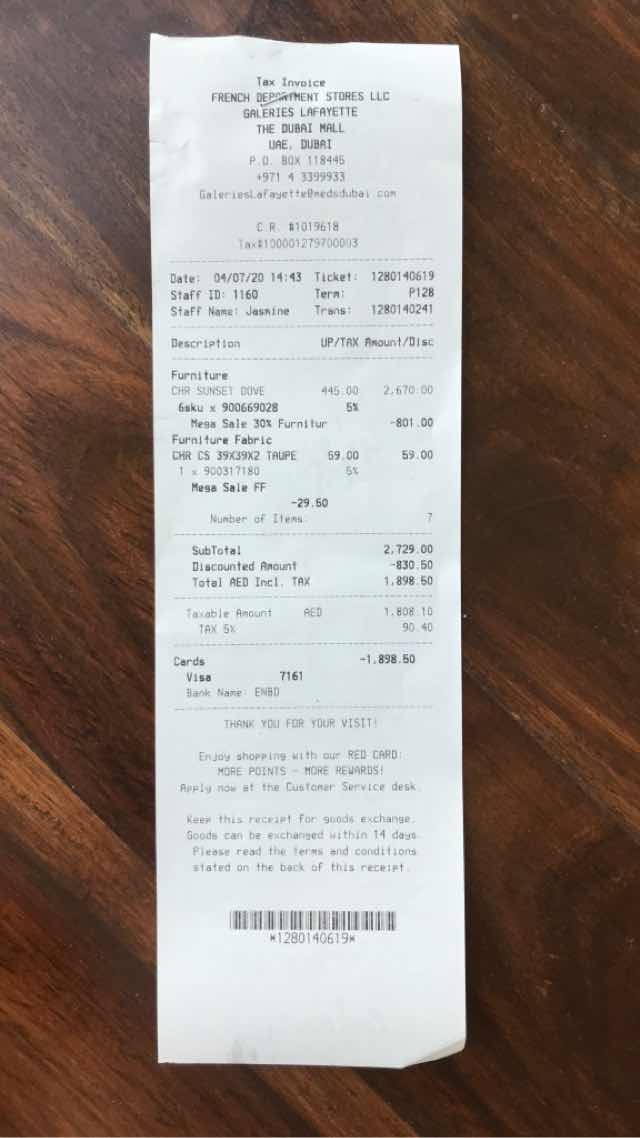 Tax Invoice
FRENCH DEPARTMENT STORES LLC
GALERIES LAFAYETTE
THE DUBAI MALL
UAE, DUBAI
P.O. BOX 118445
+971 4 3399933
GaleriesLafayette@medsdubai.com
C.R. #1019618
Tax#100001279700003
Date: 04/07/20 14:43 Ticket: 1280140619
Staff ID: 1160 Term: P128
Staff Name: Jasmine Trans: 1280140241
Description UP/TAX Amount/Disc
Furniture
CHR SUNSET DOVE 445.00 2,670.00
6sku x 900669028 5%
Mega Sale 30% Furnitur -801.00
Furniture Fabric
CHR CS 39X39X2 TAUPE 59.00 59.00
1 x 900317180 5%
Mega Sale FF
-29.50
Number of Items: 7
SubTotal 2,729.00
Discounted Amount -830.50
Total AED Incl. TAX 1,898.50
Taxable Amount AED 1,808.10
TAX 5% 90.40
Cards -1,898.50
Visa 7161
Bank Name: ENBD
THANK YOU FOR YOUR VISIT!
Enjoy shopping with our RED CARD:
MORE POINTS - MORE REWARDS!
Apply now at the Customer Service desk.
Keep this receipt for goods exchange.
Goods can be exchanged within 14 days.
Please read the terms and conditions
stated on the back of this receipt.
*1280140619*